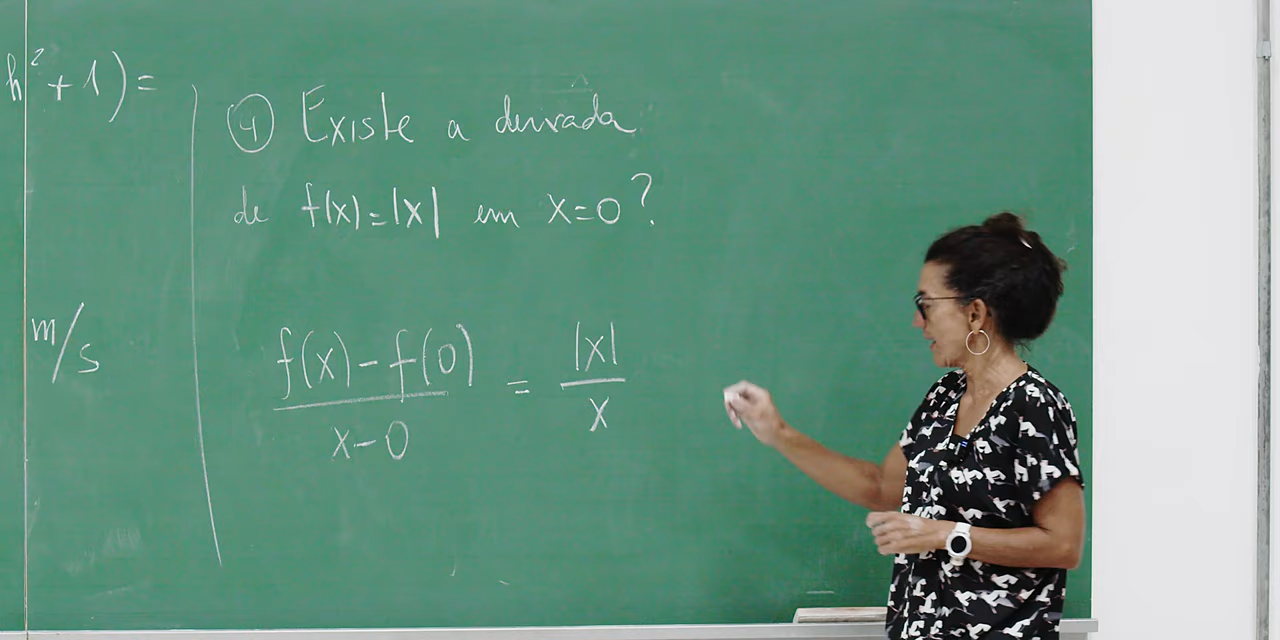 h² + 1) =
m/s
④ Existe a derivada
de f(x) = |x| em x = 0?
f(x) - f(0) / x - 0 = |x| / x